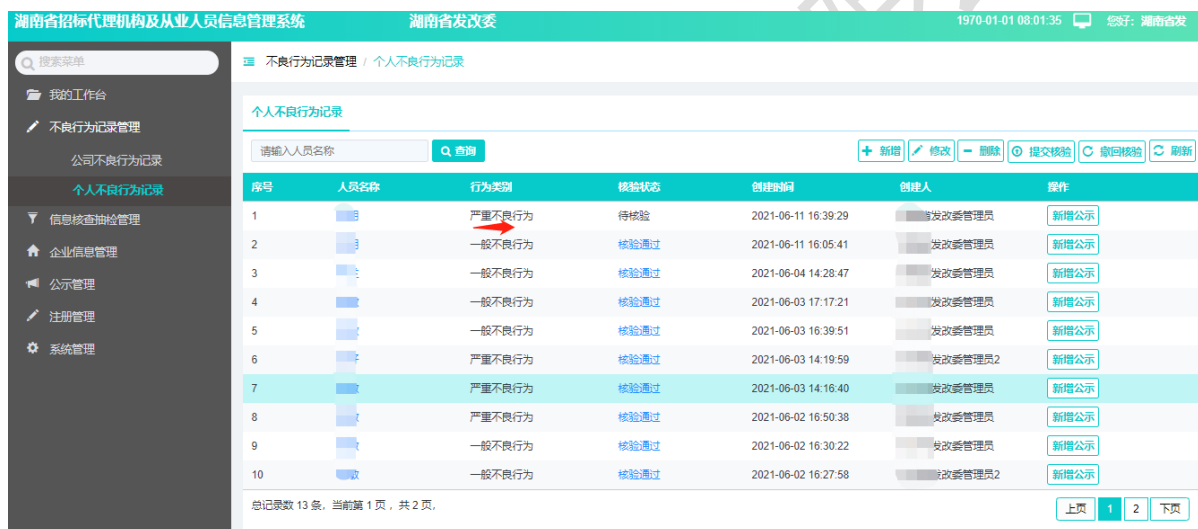 湖南省招标代理机构及从业人员信息管理系统 湖南省发改委 1970-01-01 08:01:35 您好: 湖南省发
搜索菜单
不良行为记录管理 / 个人不良行为记录
我的工作台
不良行为记录管理
公司不良行为记录
个人不良行为记录
信息核查抽检管理
企业信息管理
公示管理
注册管理
系统管理
个人不良行为记录
请输入人员名称 查询 新增 修改 删除 提交核验 撤回核验 刷新
序号 人员名称 行为类别 核验状态 创建时间 创建人 操作
1 严重不良行为 待核验 2021-06-11 16:39:29 发改委管理员 新增公示
2 一般不良行为 核验通过 2021-06-11 16:05:41 发改委管理员 新增公示
3 一般不良行为 核验通过 2021-06-04 14:28:47 发改委管理员 新增公示
4 一般不良行为 核验通过 2021-06-03 17:17:21 发改委管理员 新增公示
5 一般不良行为 核验通过 2021-06-03 16:39:51 发改委管理员 新增公示
6 严重不良行为 核验通过 2021-06-03 14:19:59 发改委管理员2 新增公示
7 严重不良行为 核验通过 2021-06-03 14:16:40 发改委管理员 新增公示
8 严重不良行为 核验通过 2021-06-02 16:50:38 发改委管理员 新增公示
9 一般不良行为 核验通过 2021-06-02 16:30:22 发改委管理员 新增公示
10 一般不良行为 核验通过 2021-06-02 16:27:58 发改委管理员2 新增公示
总记录数 13 条, 当前第 1 页 , 共 2 页,
上页 1 2 下页